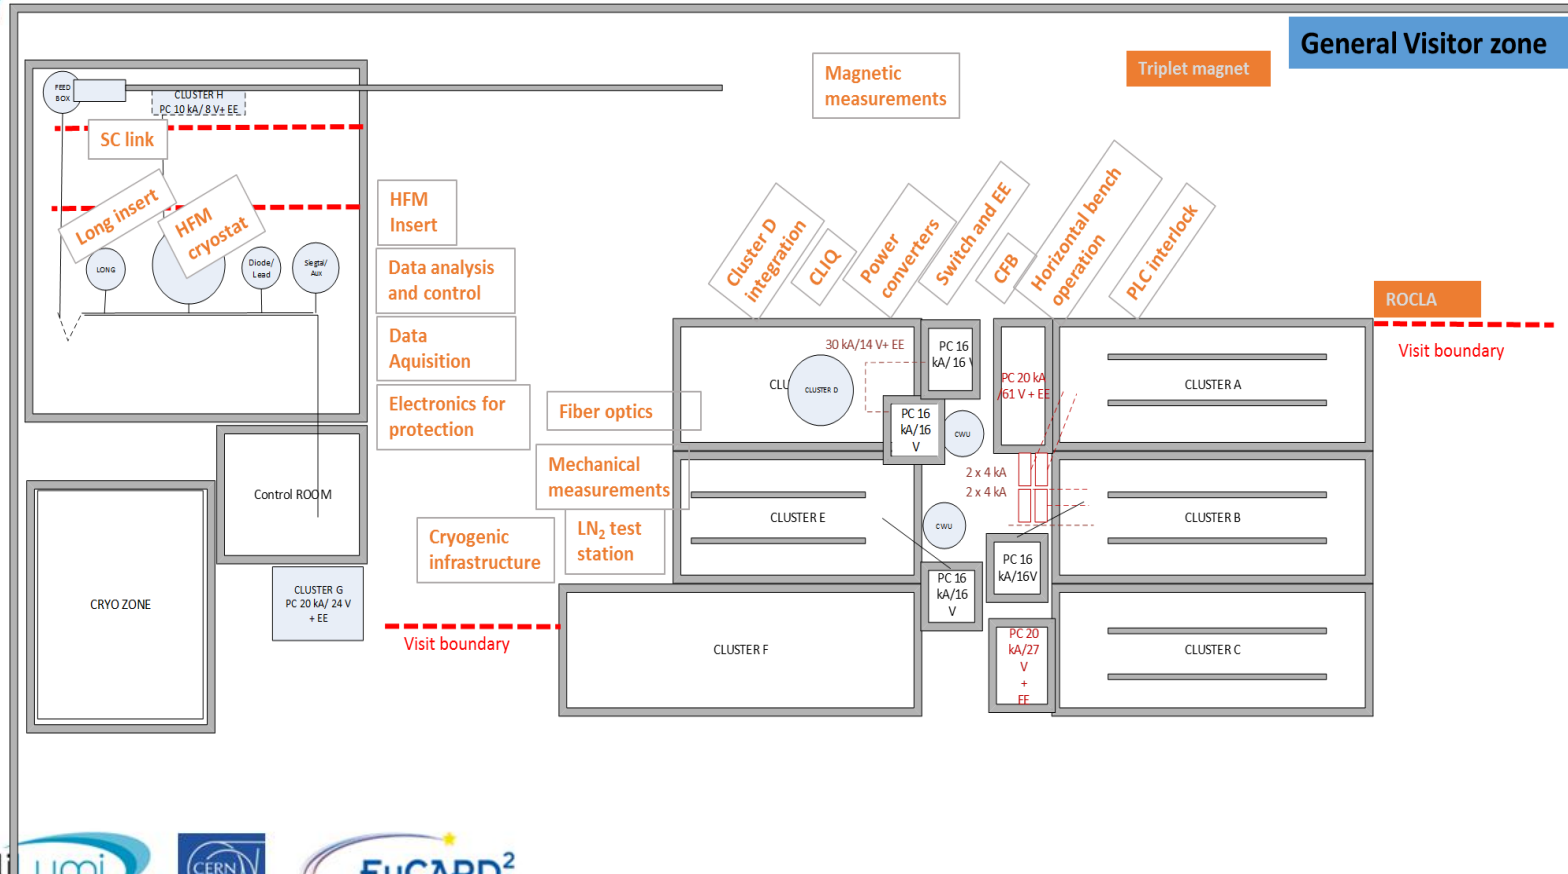 General Visitor zone
Triplet magnet
Magnetic
measurements
FEED
BOX
CLUSTER H
PC 10 kA/ 8 V+ EE
SC link
Long insert
HFM
cryostat
LONG
Diode/
Lead
Siegtal/
Aux
HFM
Insert
Data analysis
and control
Data
Aquisition
Electronics for
protection
Cluster D
integration
CLIQ
Power
converters
Switch and EE
CFB
Horizontal bench
operation
PLC interlock
ROCLA
Visit boundary
30 kA/14 V+ EE
CLU
CLUSTER D
PC 16
kA/ 16 V
PC 16
kA/16
V
CWU
PC 20 kA
/61 V + EE
CLUSTER A
Fiber optics
Mechanical
measurements
LN₂ test
station
Cryogenic
infrastructure
CLUSTER E
CWU
2 x 4 kA
2 x 4 kA
CLUSTER B
PC 16
kA/16V
PC 16
kA/16
V
Control ROOM
CRYO ZONE
CLUSTER G
PC 20 kA/ 24 V
+ EE
Visit boundary
CLUSTER F
PC 20
kA/27
V
+
EE
CLUSTER C
Lumi
CERN
EuCARD²